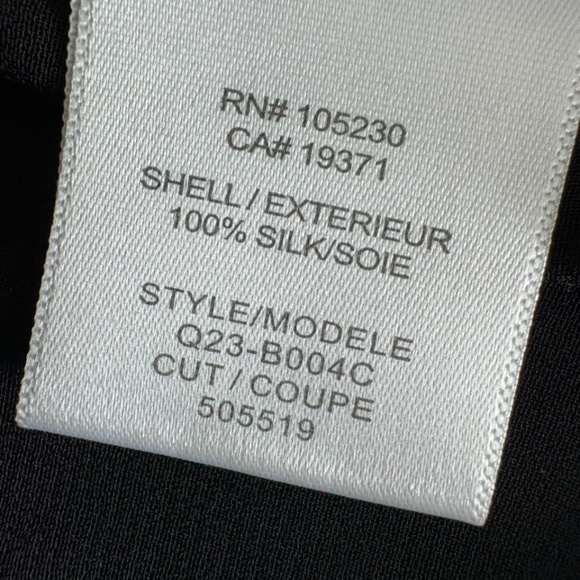 RN# 105230
CA# 19371
SHELL / EXTERIEUR
100% SILK/SOIE
STYLE/MODELE
Q23-B004C
CUT / COUPE
505519